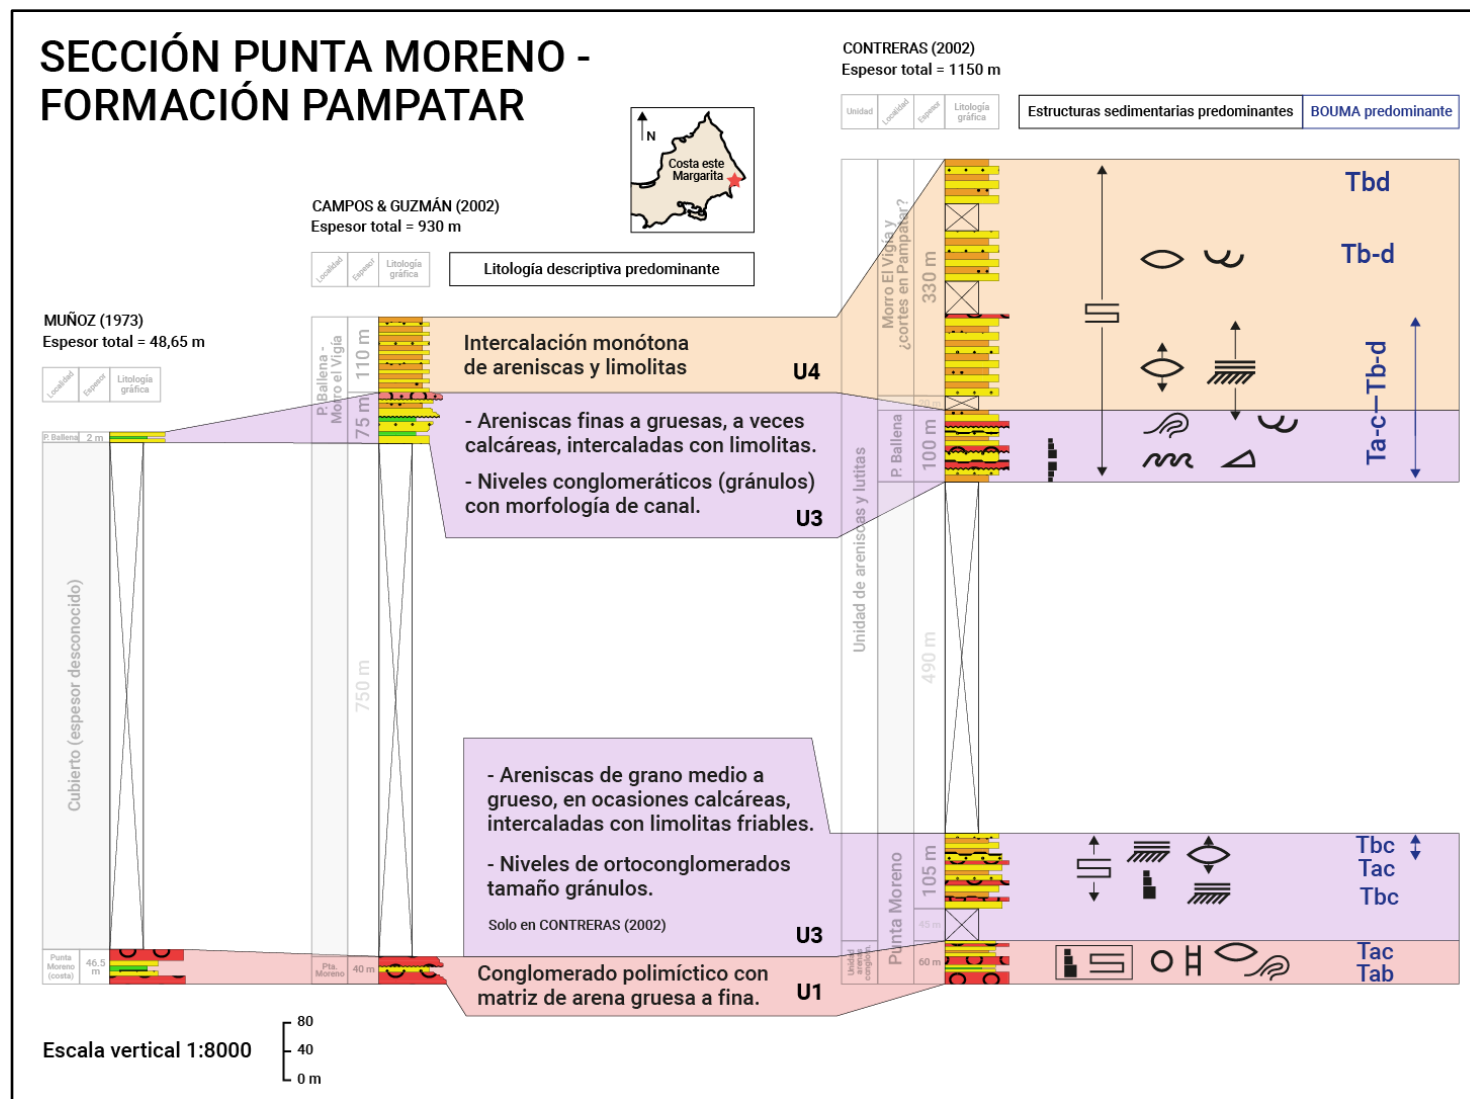 SECCIÓN PUNTA MORENO -
FORMACIÓN PAMPATAR
N
Costa este
Margarita
MUÑOZ (1973)
Espesor total = 48,65 m
Localidad
Espesor
Litología
gráfica
P. Ballena
2 m
Cubierto (espesor desconocido)
Punta
Moreno
(costa)
46.5
m
CAMPOS & GUZMÁN (2002)
Espesor total = 930 m
Localidad
Espesor
Litología
gráfica
Litología descriptiva predominante
P. Ballena -
Morro el Vigía
110 m
75 m
750 m
Pta.
Moreno
40 m
Intercalación monótona
de areniscas y limolitas
U4
- Areniscas finas a gruesas, a veces
calcáreas, intercaladas con limolitas.
- Niveles conglomeráticos (gránulos)
con morfología de canal.
U3
- Areniscas de grano medio a
grueso, en ocasiones calcáreas,
intercaladas con limolitas friables.
- Niveles de ortoconglomerados
tamaño gránulos.
Solo en CONTRERAS (2002)
U3
Conglomerado polimíctico con
matriz de arena gruesa a fina.
U1
CONTRERAS (2002)
Espesor total = 1150 m
Unidad
Localidad
Espesor
Litología
gráfica
Estructuras sedimentarias predominantes
BOUMA predominante
Unidad de areniscas y lutitas
Morro El Vigía y
¿cortes en Pampatar?
330 m
P. Ballena
100 m
490 m
Punta Moreno
105 m
45 m
60 m
Tbd
Tb-d
Ta-c—Tb-d
Tbc
Tac
Tbc
Tac
Tab
Escala vertical 1:8000
80
40
0 m